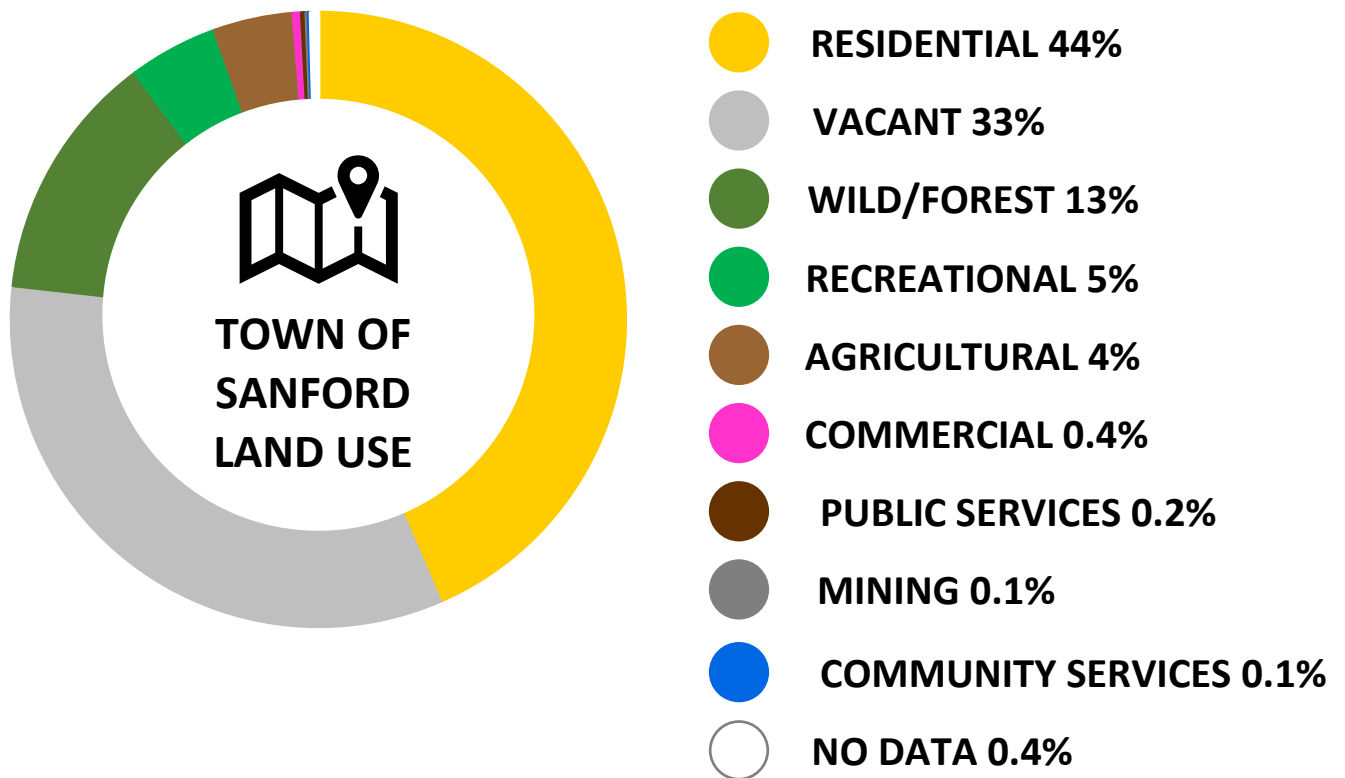 TOWN OF
SANFORD
LAND USE
RESIDENTIAL 44%
VACANT 33%
WILD/FOREST 13%
RECREATIONAL 5%
AGRICULTURAL 4%
COMMERCIAL 0.4%
PUBLIC SERVICES 0.2%
MINING 0.1%
COMMUNITY SERVICES 0.1%
NO DATA 0.4%